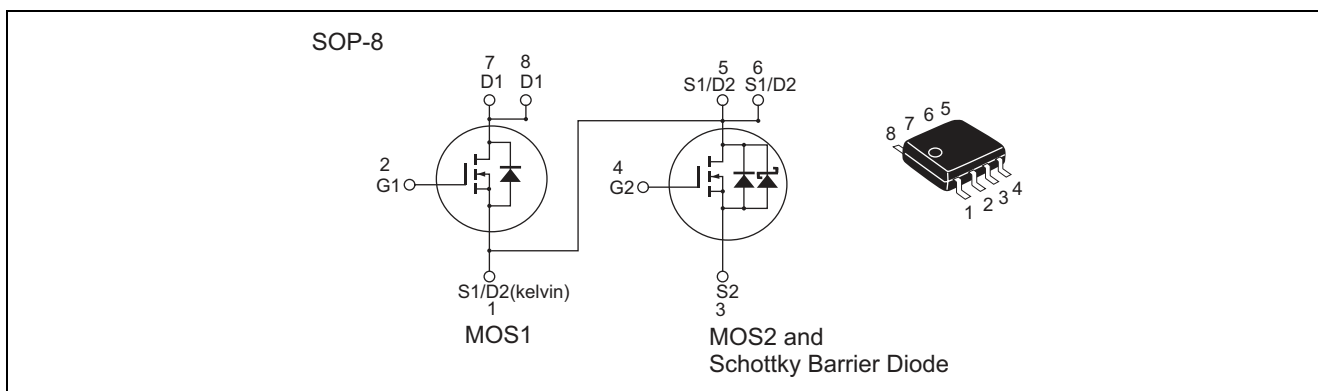 SOP-8
7 8
D1 D1
5 6
S1/D2 S1/D2
2
G1
4
G2
S1/D2(kelvin)
1
MOS1
S2
3
MOS2 and
Schottky Barrier Diode
8 7 6 5
1 2 3 4